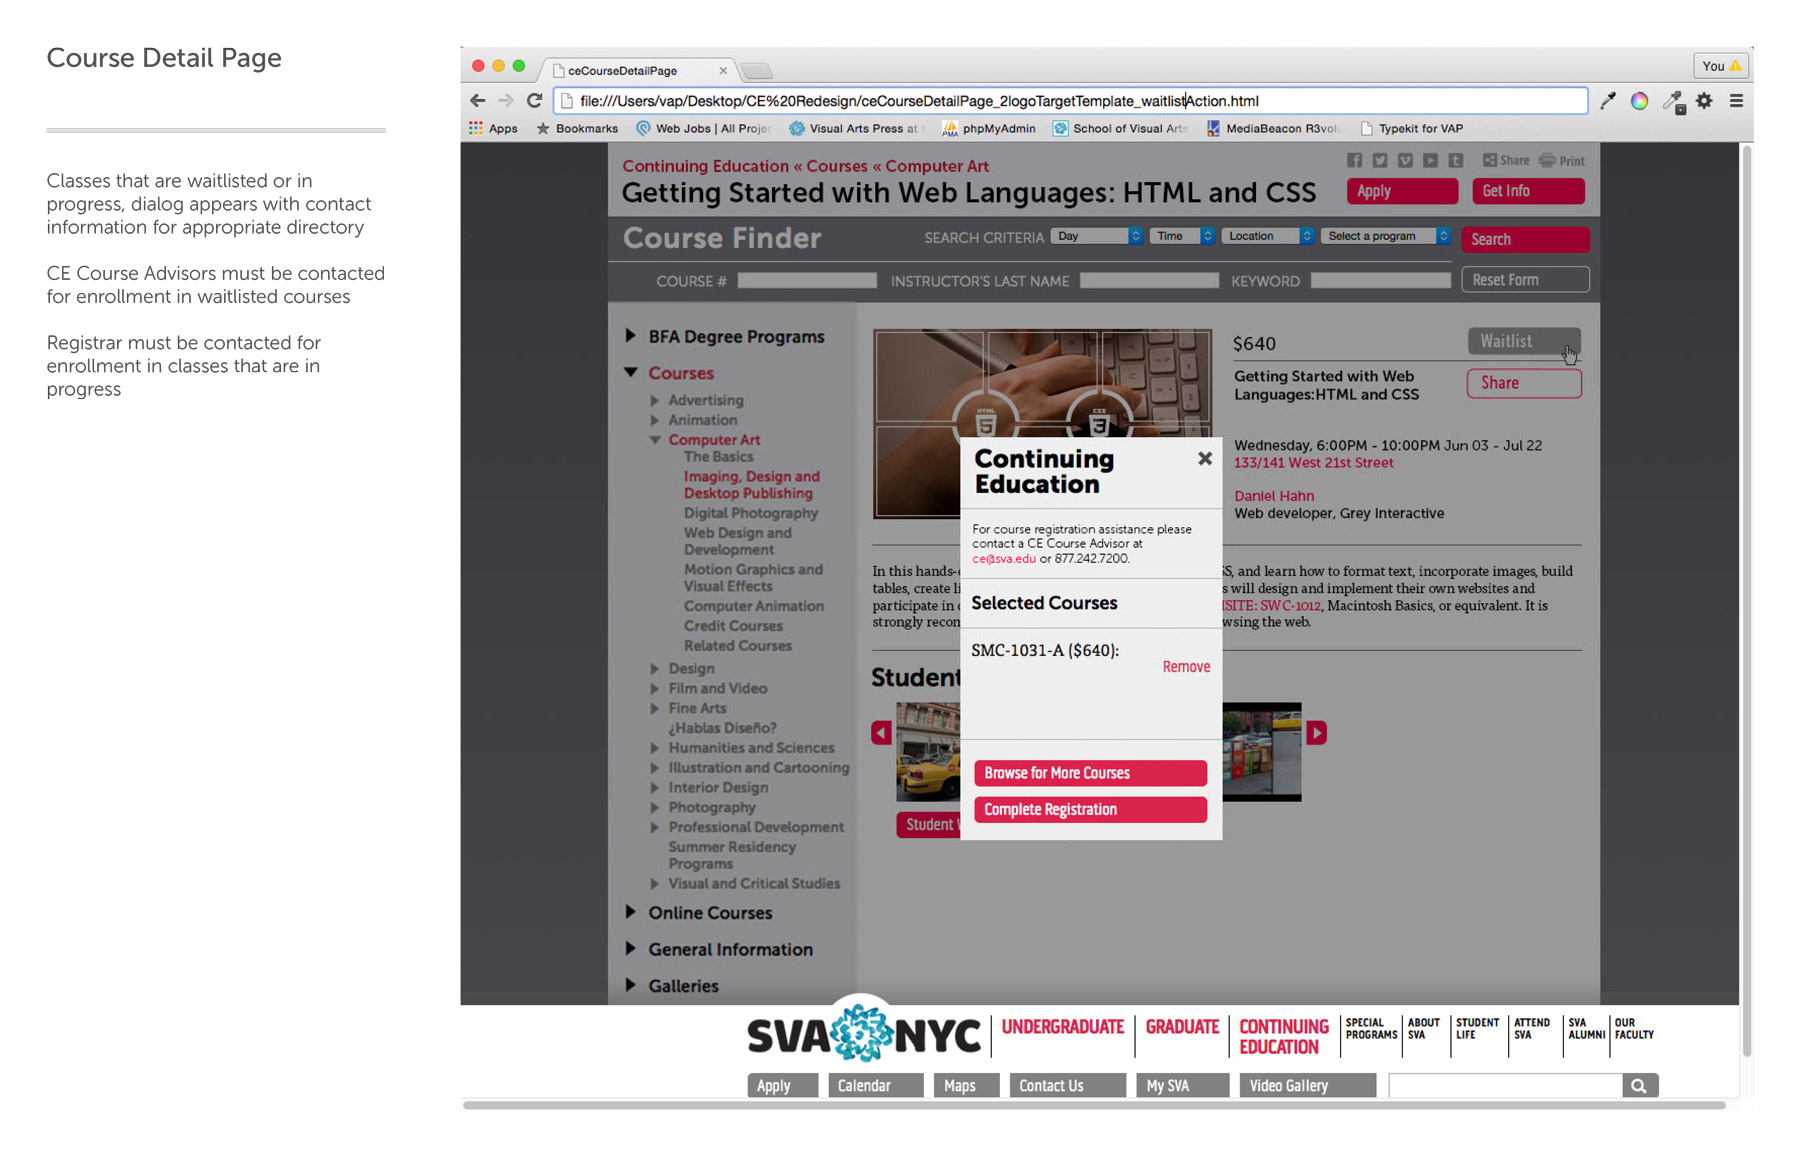 Course Detail Page
Classes that are waitlisted or in
progress, dialog appears with contact
information for appropriate directory
CE Course Advisors must be contacted
for enrollment in waitlisted courses
Registrar must be contacted for
enrollment in classes that are in
progress
ceCourseDetailPage
You
file:///Users/vap/Desktop/CE%20Redesign/ceCourseDetailPage_2logoTargetTemplate_waitlistAction.html
Apps Bookmarks Web Jobs | All Proje Visual Arts Press at phpMyAdmin School of Visual Arts MediaBeacon R3volu Typekit for VAP
Continuing Education « Courses « Computer Art
Share Print
Getting Started with Web Languages: HTML and CSS
Apply Get Info
Course Finder SEARCH CRITERIA Day Time Location Select a program Search
COURSE # INSTRUCTOR'S LAST NAME KEYWORD Reset Form
BFA Degree Programs
Courses
Advertising
Animation
Computer Art
The Basics
Imaging, Design and
Desktop Publishing
Digital Photography
Web Design and
Development
Motion Graphics and
Visual Effects
Computer Animation
Credit Courses
Related Courses
Design
Film and Video
Fine Arts
¿Hablas Diseño?
Humanities and Sciences
Illustration and Cartooning
Interior Design
Photography
Professional Development
Summer Residency
Programs
Visual and Critical Studies
Online Courses
General Information
Galleries
HTML 5 CSS 3
$640
Waitlist
Getting Started with Web
Languages:HTML and CSS
Share
Wednesday, 6:00PM - 10:00PM Jun 03 - Jul 22
133/141 West 21st Street
Daniel Hahn
Web developer, Grey Interactive
In this hands- S, and learn how to format text, incorporate images, build
tables, create s will design and implement their own websites and
participate in SITE: SWC-1012, Macintosh Basics, or equivalent. It is
strongly the web.
Student
Student
Continuing
Education
For course registration assistance please
contact a CE Course Advisor at
ce@sva.edu or 877.242.7200.
Selected Courses
SMC-1031-A ($640):
Remove
Browse for More Courses
Complete Registration
SVA NYC
UNDERGRADUATE
GRADUATE
CONTINUING
EDUCATION
SPECIAL
PROGRAMS
ABOUT
SVA
STUDENT
LIFE
ATTEND
SVA
SVA
ALUMNI
OUR
FACULTY
Apply Calendar Maps Contact Us My SVA Video Gallery